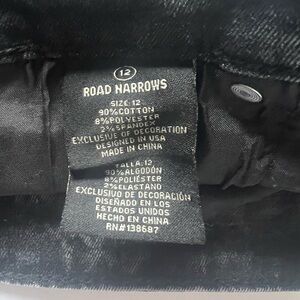 12
ROAD NARROWS
SIZE: 12
90%COTTON
8%POLYESTER
2%SPANDEX
EXCLUSIVE OF DECORATION
DESIGNED IN USA
MADE IN CHINA
TALLA: 12
90%ALGODÓN
8%POLIÉSTER
2%ELASTANO
EXCLUSIVO DE DECORACIÓN
DISEÑADO EN LOS
ESTADOS UNIDOS
HECHO EN CHINA
RN#138687